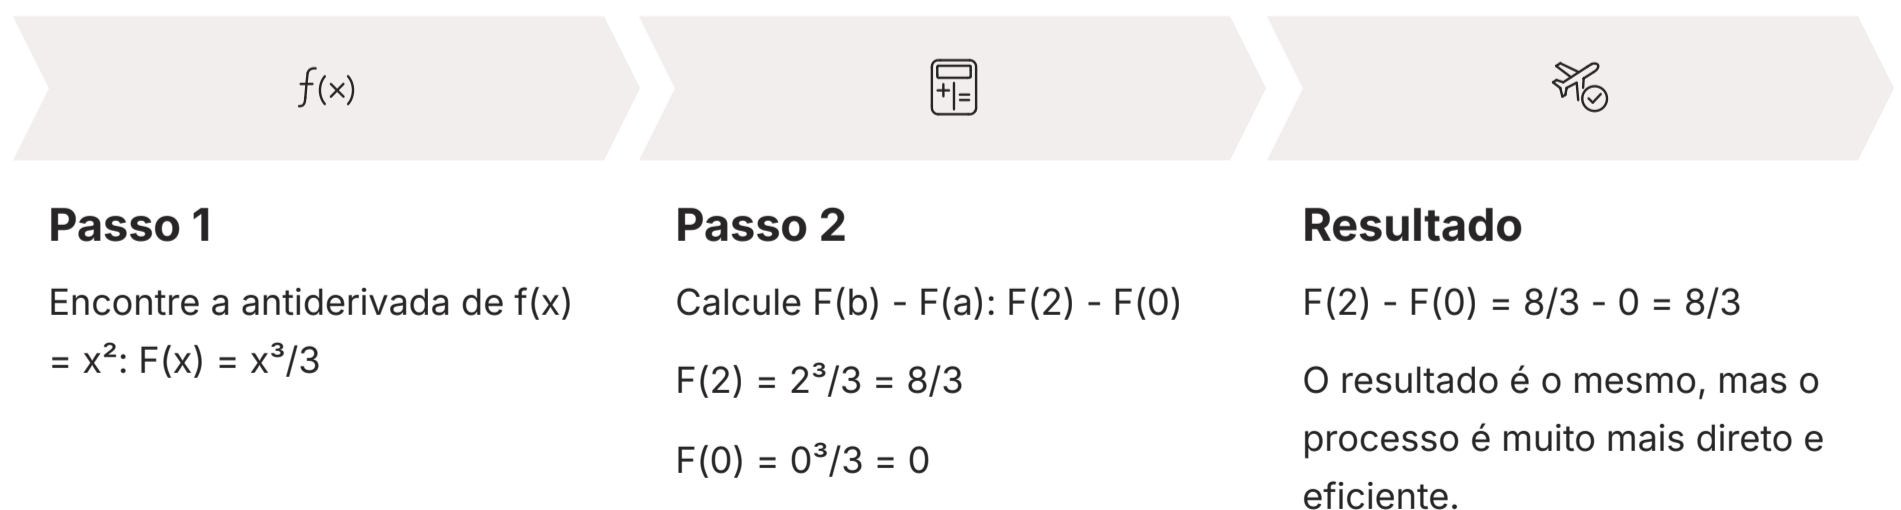 f(x)
Passo 1
Encontre a antiderivada de f(x)
= x²: F(x) = x³/3
Passo 2
Calcule F(b) - F(a): F(2) - F(0)
F(2) = 2³/3 = 8/3
F(0) = 0³/3 = 0
Resultado
F(2) - F(0) = 8/3 - 0 = 8/3
O resultado é o mesmo, mas o
processo é muito mais direto e
eficiente.